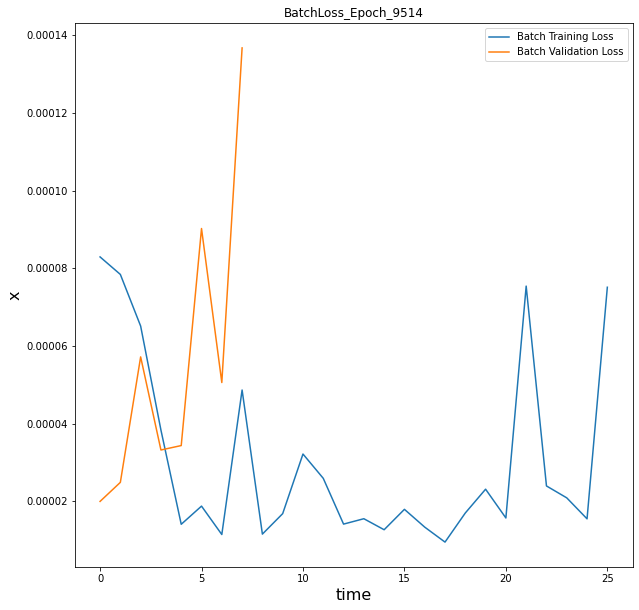 BatchLoss_Epoch_9514
Batch Training Loss
Batch Validation Loss
0.00014
0.00012
0.00010
0.00008
0.00006
0.00004
0.00002
x
0 5 10 15 20 25
time